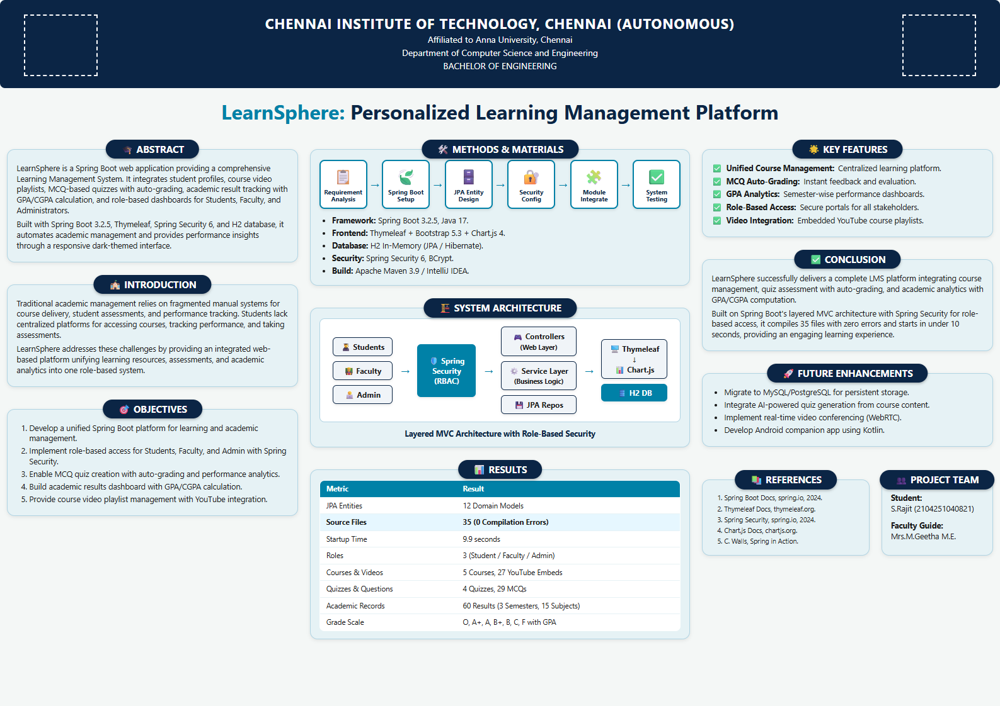 CHENNAI INSTITUTE OF TECHNOLOGY, CHENNAI (AUTONOMOUS)
Affiliated to Anna University, Chennai
Department of Computer Science and Engineering
BACHELOR OF ENGINEERING
LearnSphere: Personalized Learning Management Platform
ABSTRACT
LearnSphere is a Spring Boot web application providing a comprehensive
Learning Management System. It integrates student profiles, course video
playlists, MCQ-based quizzes with auto-grading, academic result tracking with
GPA/CGPA calculation, and role-based dashboards for Students, Faculty, and
Administrators.
Built with Spring Boot 3.2.5, Thymeleaf, Spring Security 6, and H2 database, it
automates academic management and provides performance insights
through a responsive dark-themed interface.
INTRODUCTION
Traditional academic management relies on fragmented manual systems for
course delivery, student assessments, and performance tracking. Students lack
centralized platforms for accessing courses, tracking performance, and taking
assessments.
LearnSphere addresses these challenges by providing an integrated web-
based platform unifying learning resources, assessments, and academic
analytics into one role-based system.
OBJECTIVES
1. Develop a unified Spring Boot platform for learning and academic
management.
2. Implement role-based access for Students, Faculty, and Admin with Spring
Security.
3. Enable MCQ quiz creation with auto-grading and performance analytics.
4. Build academic results dashboard with GPA/CGPA calculation.
5. Provide course video playlist management with YouTube integration.
METHODS & MATERIALS
Requirement
Analysis
→
Spring Boot
Setup
→
JPA Entity
Design
→
Security
Config
→
Module
Integrate
→
System
Testing
• Framework: Spring Boot 3.2.5, Java 17.
• Frontend: Thymeleaf + Bootstrap 5.3 + Chart.js 4.
• Database: H2 In-Memory (JPA / Hibernate).
• Security: Spring Security 6, BCrypt.
• Build: Apache Maven 3.9 / IntelliJ IDEA.
SYSTEM ARCHITECTURE
Students
Faculty
Admin
→
Spring
Security
(RBAC)
→
Controllers
(Web Layer)
Service Layer
(Business Logic)
JPA Repos
→
Thymeleaf
↓
Chart.js
H2 DB
Layered MVC Architecture with Role-Based Security
RESULTS
Metric Result
JPA Entities 12 Domain Models
Source Files 35 (0 Compilation Errors)
Startup Time 9.9 seconds
Roles 3 (Student / Faculty / Admin)
Courses & Videos 5 Courses, 27 YouTube Embeds
Quizzes & Questions 4 Quizzes, 29 MCQs
Academic Records 60 Results (3 Semesters, 15 Subjects)
Grade Scale O, A+, A, B+, B, C, F with GPA
KEY FEATURES
Unified Course Management: Centralized learning platform.
MCQ Auto-Grading: Instant feedback and evaluation.
GPA Analytics: Semester-wise performance dashboards.
Role-Based Access: Secure portals for all stakeholders.
Video Integration: Embedded YouTube course playlists.
CONCLUSION
LearnSphere successfully delivers a complete LMS platform integrating course
management, quiz assessment with auto-grading, and academic analytics with
GPA/CGPA computation.
Built on Spring Boot's layered MVC architecture with Spring Security for role-
based access, it compiles 35 files with zero errors and starts in under 10
seconds, providing an engaging learning experience.
FUTURE ENHANCEMENTS
• Migrate to MySQL/PostgreSQL for persistent storage.
• Integrate AI-powered quiz generation from course content.
• Implement real-time video conferencing (WebRTC).
• Develop Android companion app using Kotlin.
REFERENCES
1. Spring Boot Docs, spring.io, 2024.
2. Thymeleaf Docs, thymeleaf.org.
3. Spring Security, spring.io, 2024.
4. Chart.js Docs, chartjs.org.
5. C. Walls, Spring in Action.
PROJECT TEAM
Student:
S.Rajit (2104251040821)
Faculty Guide:
Mrs.M.Geetha M.E.